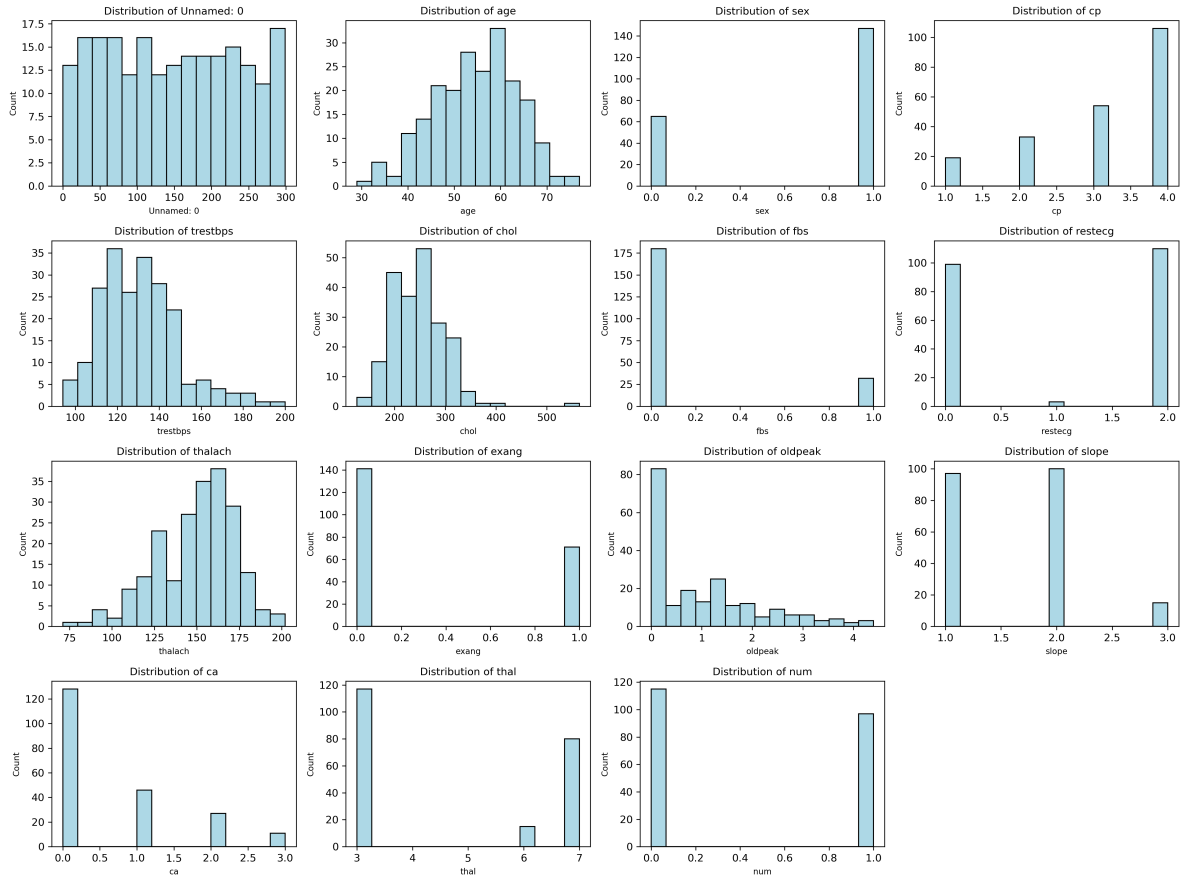 Distribution of Unnamed: 0
Count
17.5
15.0
12.5
10.0
7.5
5.0
2.5
0.0
0 50 100 150 200 250 300
Unnamed: 0
Distribution of age
Count
30
25
20
15
10
5
0
30 40 50 60 70
age
Distribution of sex
Count
140
120
100
80
60
40
20
0
0.0 0.2 0.4 0.6 0.8 1.0
sex
Distribution of cp
Count
100
80
60
40
20
0
1.0 1.5 2.0 2.5 3.0 3.5 4.0
cp
Distribution of trestbps
Count
35
30
25
20
15
10
5
0
100 120 140 160 180 200
trestbps
Distribution of chol
Count
50
40
30
20
10
0
200 300 400 500
chol
Distribution of fbs
Count
175
150
125
100
75
50
25
0
0.0 0.2 0.4 0.6 0.8 1.0
fbs
Distribution of restecg
Count
100
80
60
40
20
0
0.0 0.5 1.0 1.5 2.0
restecg
Distribution of thalach
Count
35
30
25
20
15
10
5
0
75 100 125 150 175 200
thalach
Distribution of exang
Count
140
120
100
80
60
40
20
0
0.0 0.2 0.4 0.6 0.8 1.0
exang
Distribution of oldpeak
Count
80
60
40
20
0
0 1 2 3 4
oldpeak
Distribution of slope
Count
100
80
60
40
20
0
1.0 1.5 2.0 2.5 3.0
slope
Distribution of ca
Count
120
100
80
60
40
20
0
0.0 0.5 1.0 1.5 2.0 2.5 3.0
ca
Distribution of thal
Count
120
100
80
60
40
20
0
3 4 5 6 7
thal
Distribution of num
Count
120
100
80
60
40
20
0
0.0 0.2 0.4 0.6 0.8 1.0
num